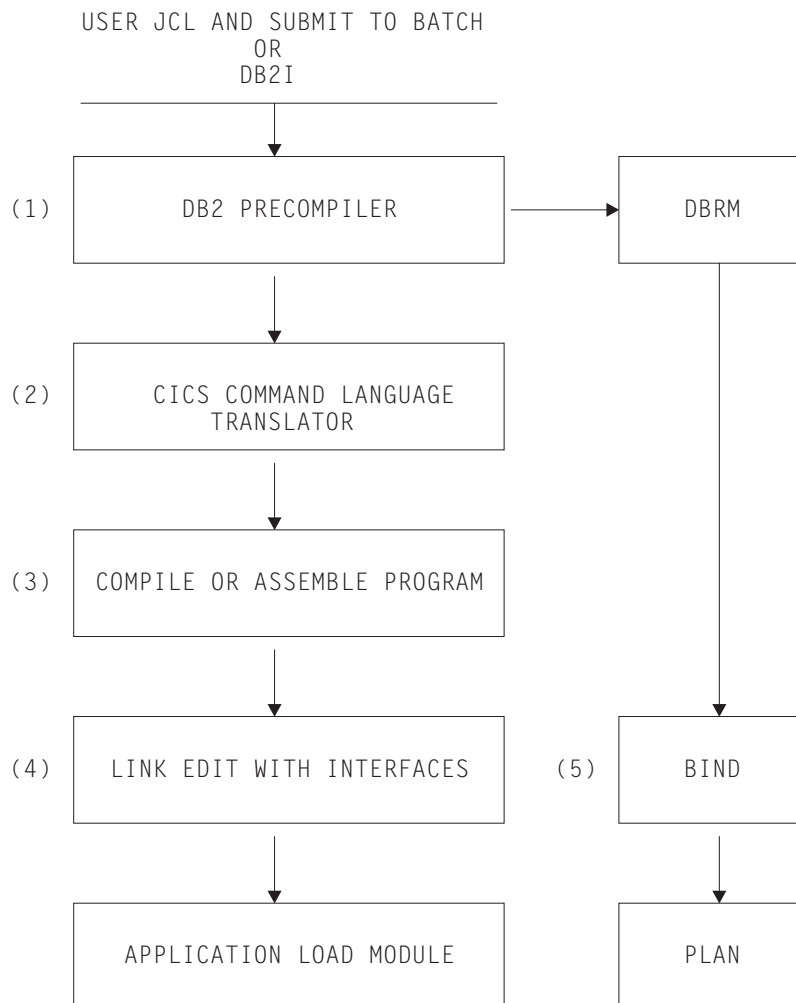 USER JCL AND SUBMIT TO BATCH
OR
DB2I
(1)
DB2 PRECOMPILER
DBRM
(2)
CICS COMMAND LANGUAGE
TRANSLATOR
(3)
COMPILE OR ASSEMBLE PROGRAM
(4)
LINK EDIT WITH INTERFACES
(5)
BIND
APPLICATION LOAD MODULE
PLAN